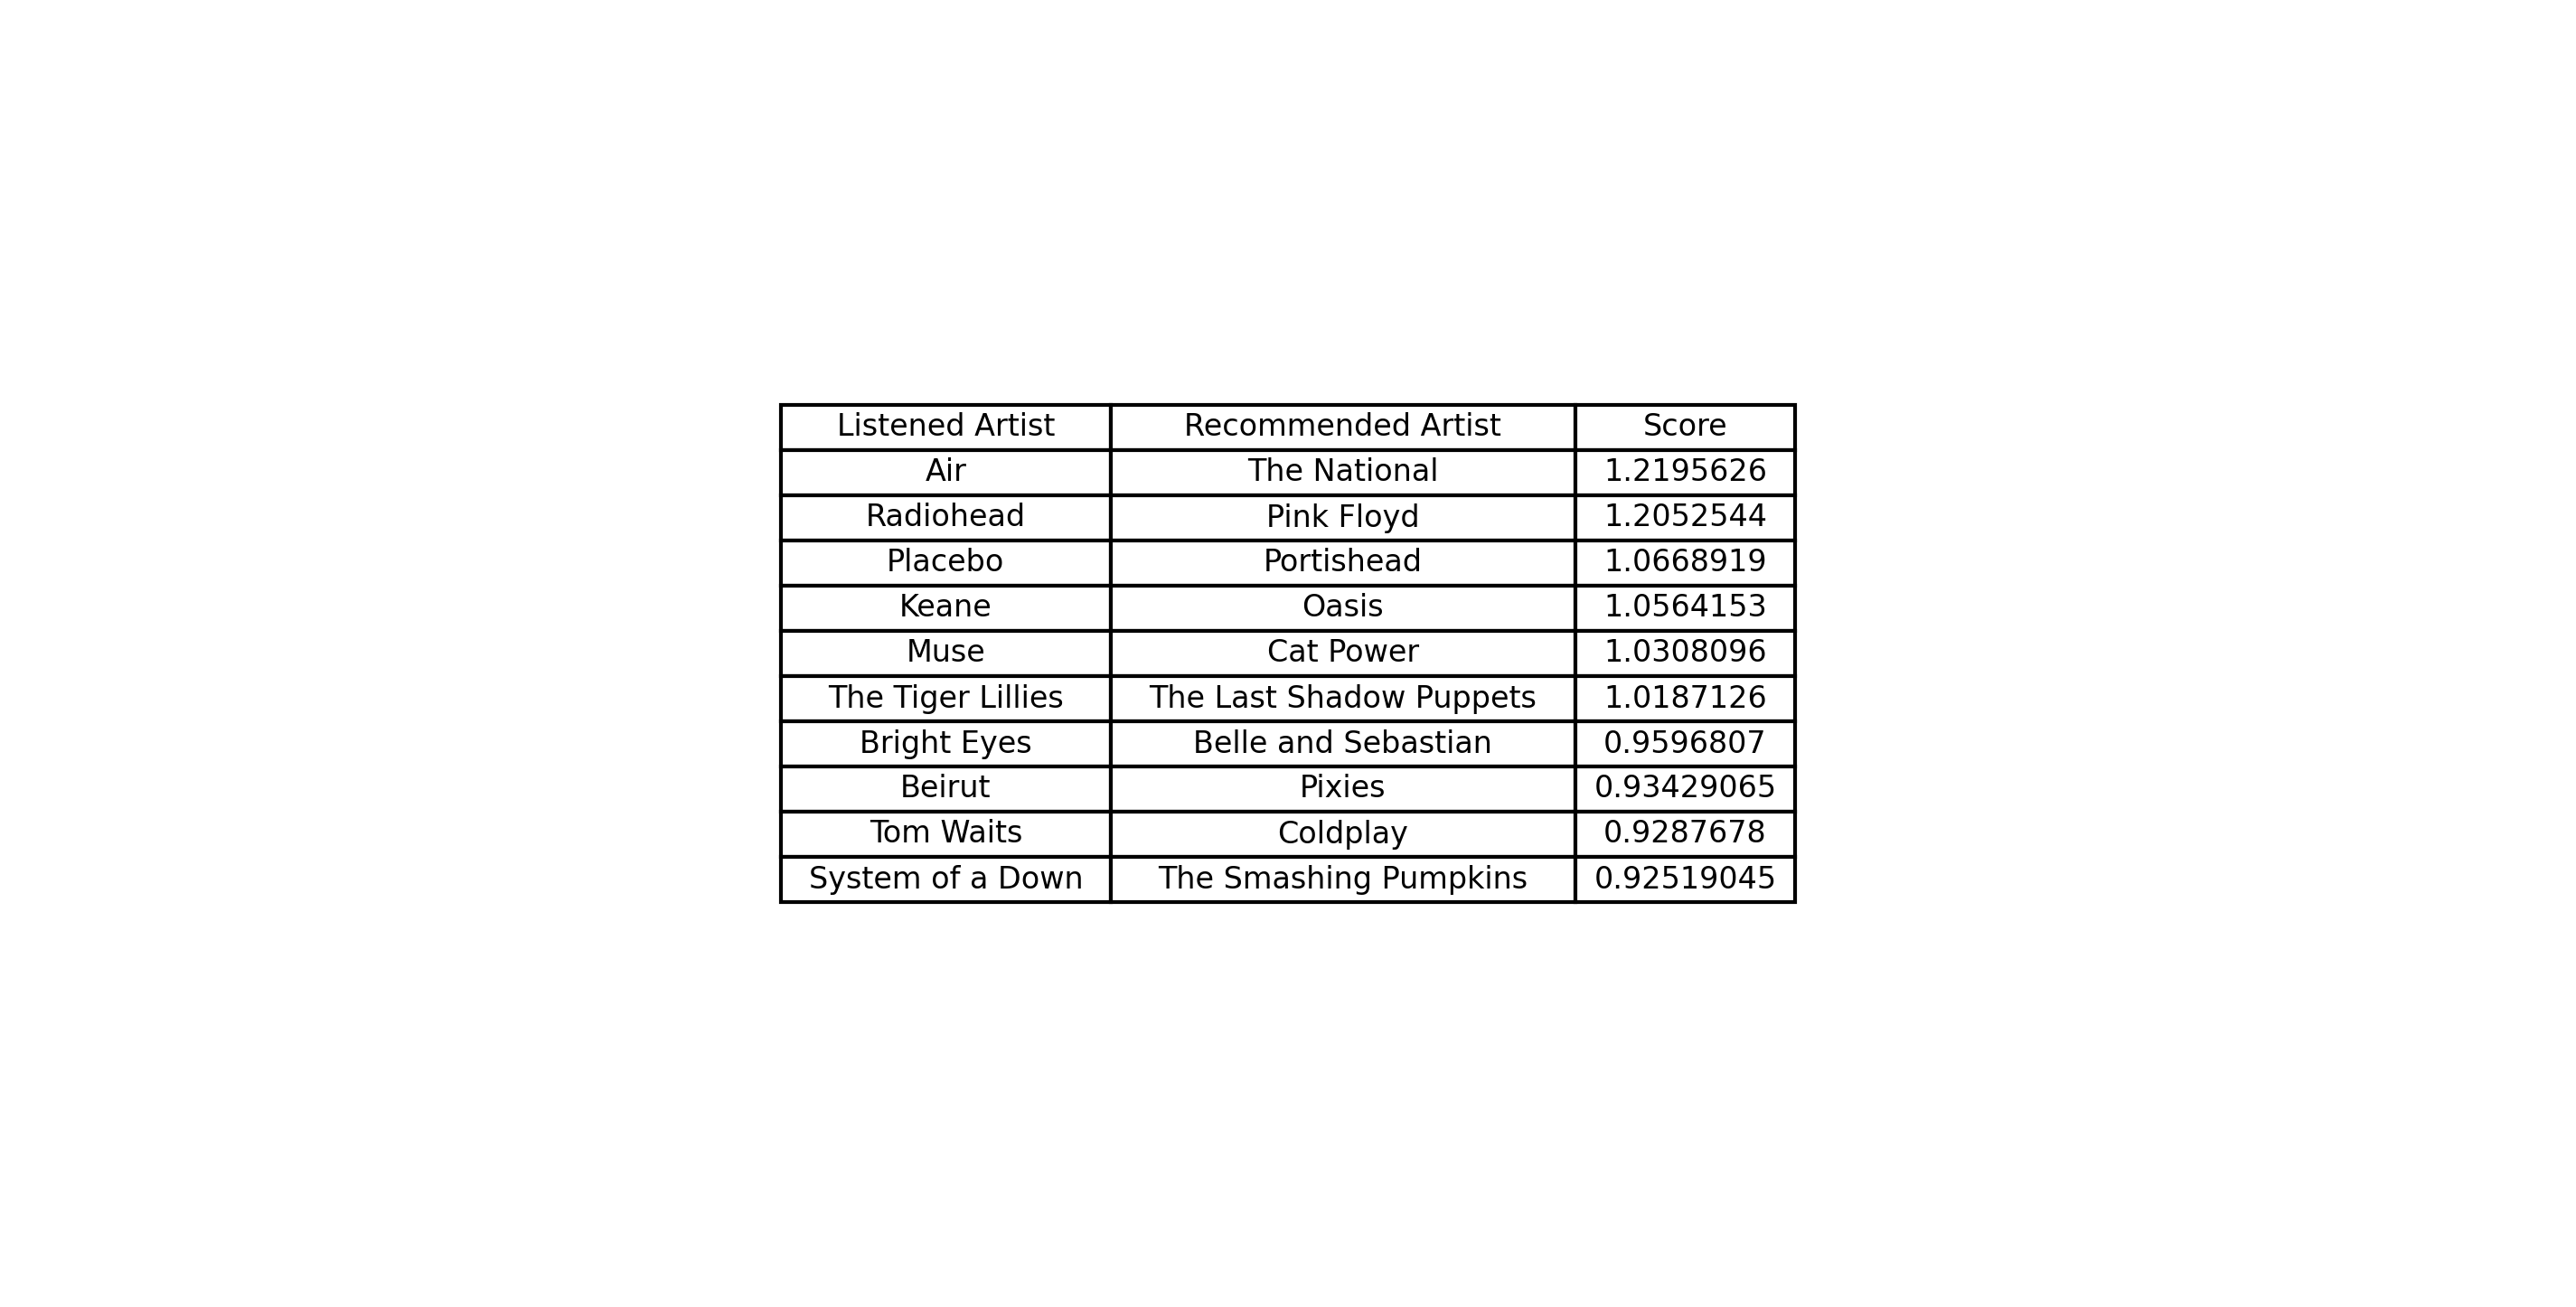 Listened Artist Recommended Artist Score
Air The National 1.2195626
Radiohead Pink Floyd 1.2052544
Placebo Portishead 1.0668919
Keane Oasis 1.0564153
Muse Cat Power 1.0308096
The Tiger Lillies The Last Shadow Puppets 1.0187126
Bright Eyes Belle and Sebastian 0.9596807
Beirut Pixies 0.93429065
Tom Waits Coldplay 0.9287678
System of a Down The Smashing Pumpkins 0.92519045